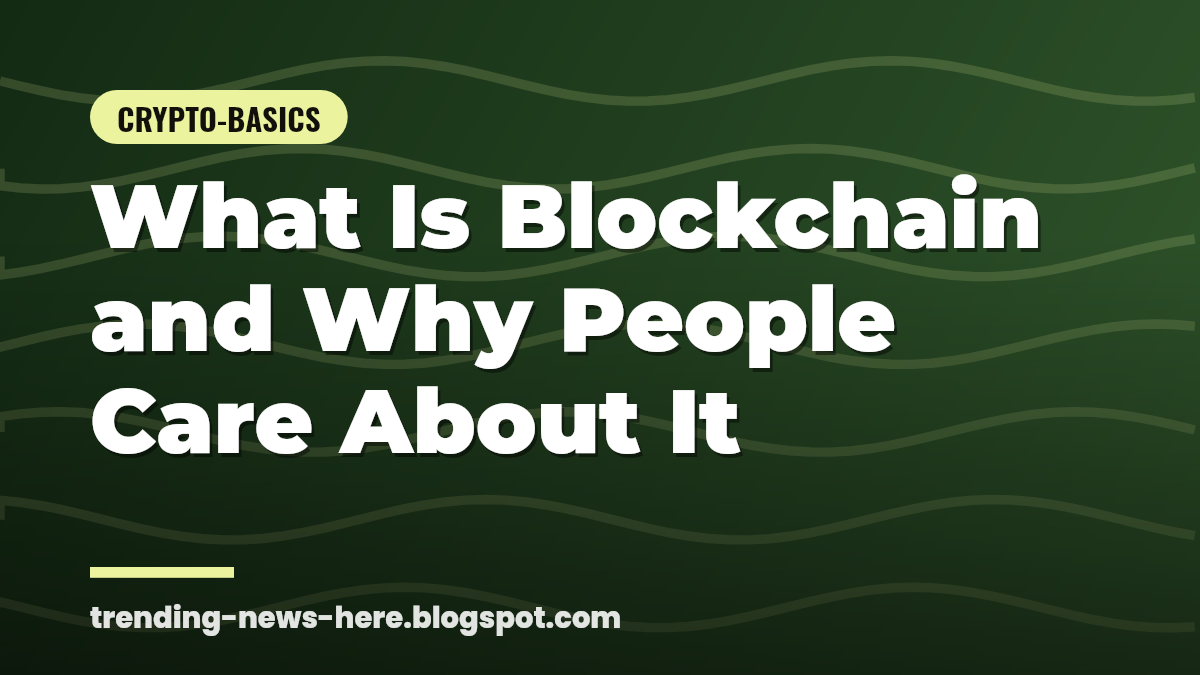 CRYPTO-BASICS
What Is Blockchain
and Why People
Care About It
trending-news-here.blogspot.com